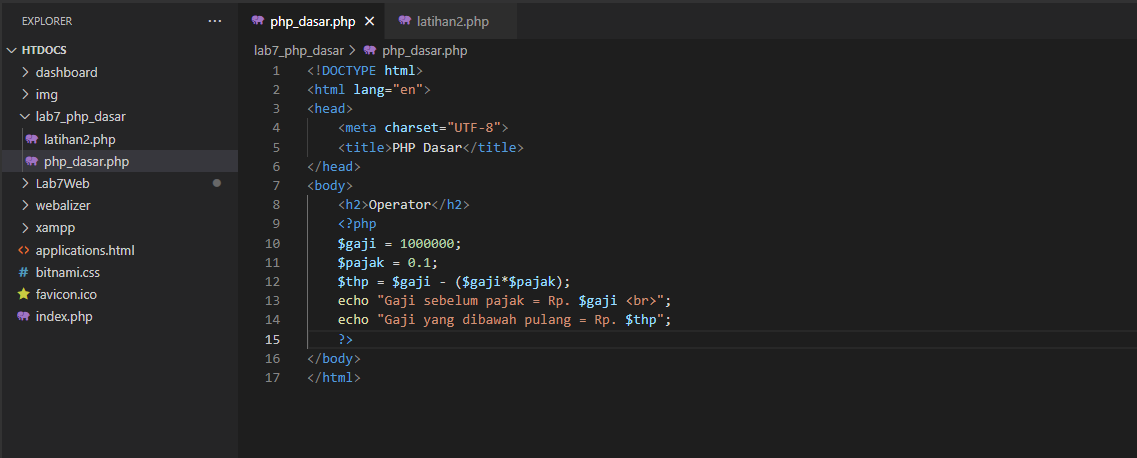 EXPLORER
···
HTDOCS
dashboard
img
lab7_php_dasar
latihan2.php
php_dasar.php
Lab7Web
webalizer
xampp
<> applications.html
# bitnami.css
favicon.ico
index.php
php_dasar.php ×
latihan2.php
lab7_php_dasar > php_dasar.php
1 <!DOCTYPE html>
2 <html lang="en">
3 <head>
4     <meta charset="UTF-8">
5     <title>PHP Dasar</title>
6 </head>
7 <body>
8     <h2>Operator</h2>
9     <?php
10     $gaji = 1000000;
11     $pajak = 0.1;
12     $thp = $gaji - ($gaji*$pajak);
13     echo "Gaji sebelum pajak = Rp. $gaji <br>";
14     echo "Gaji yang dibawah pulang = Rp. $thp";
15     ?>
16 </body>
17 </html>